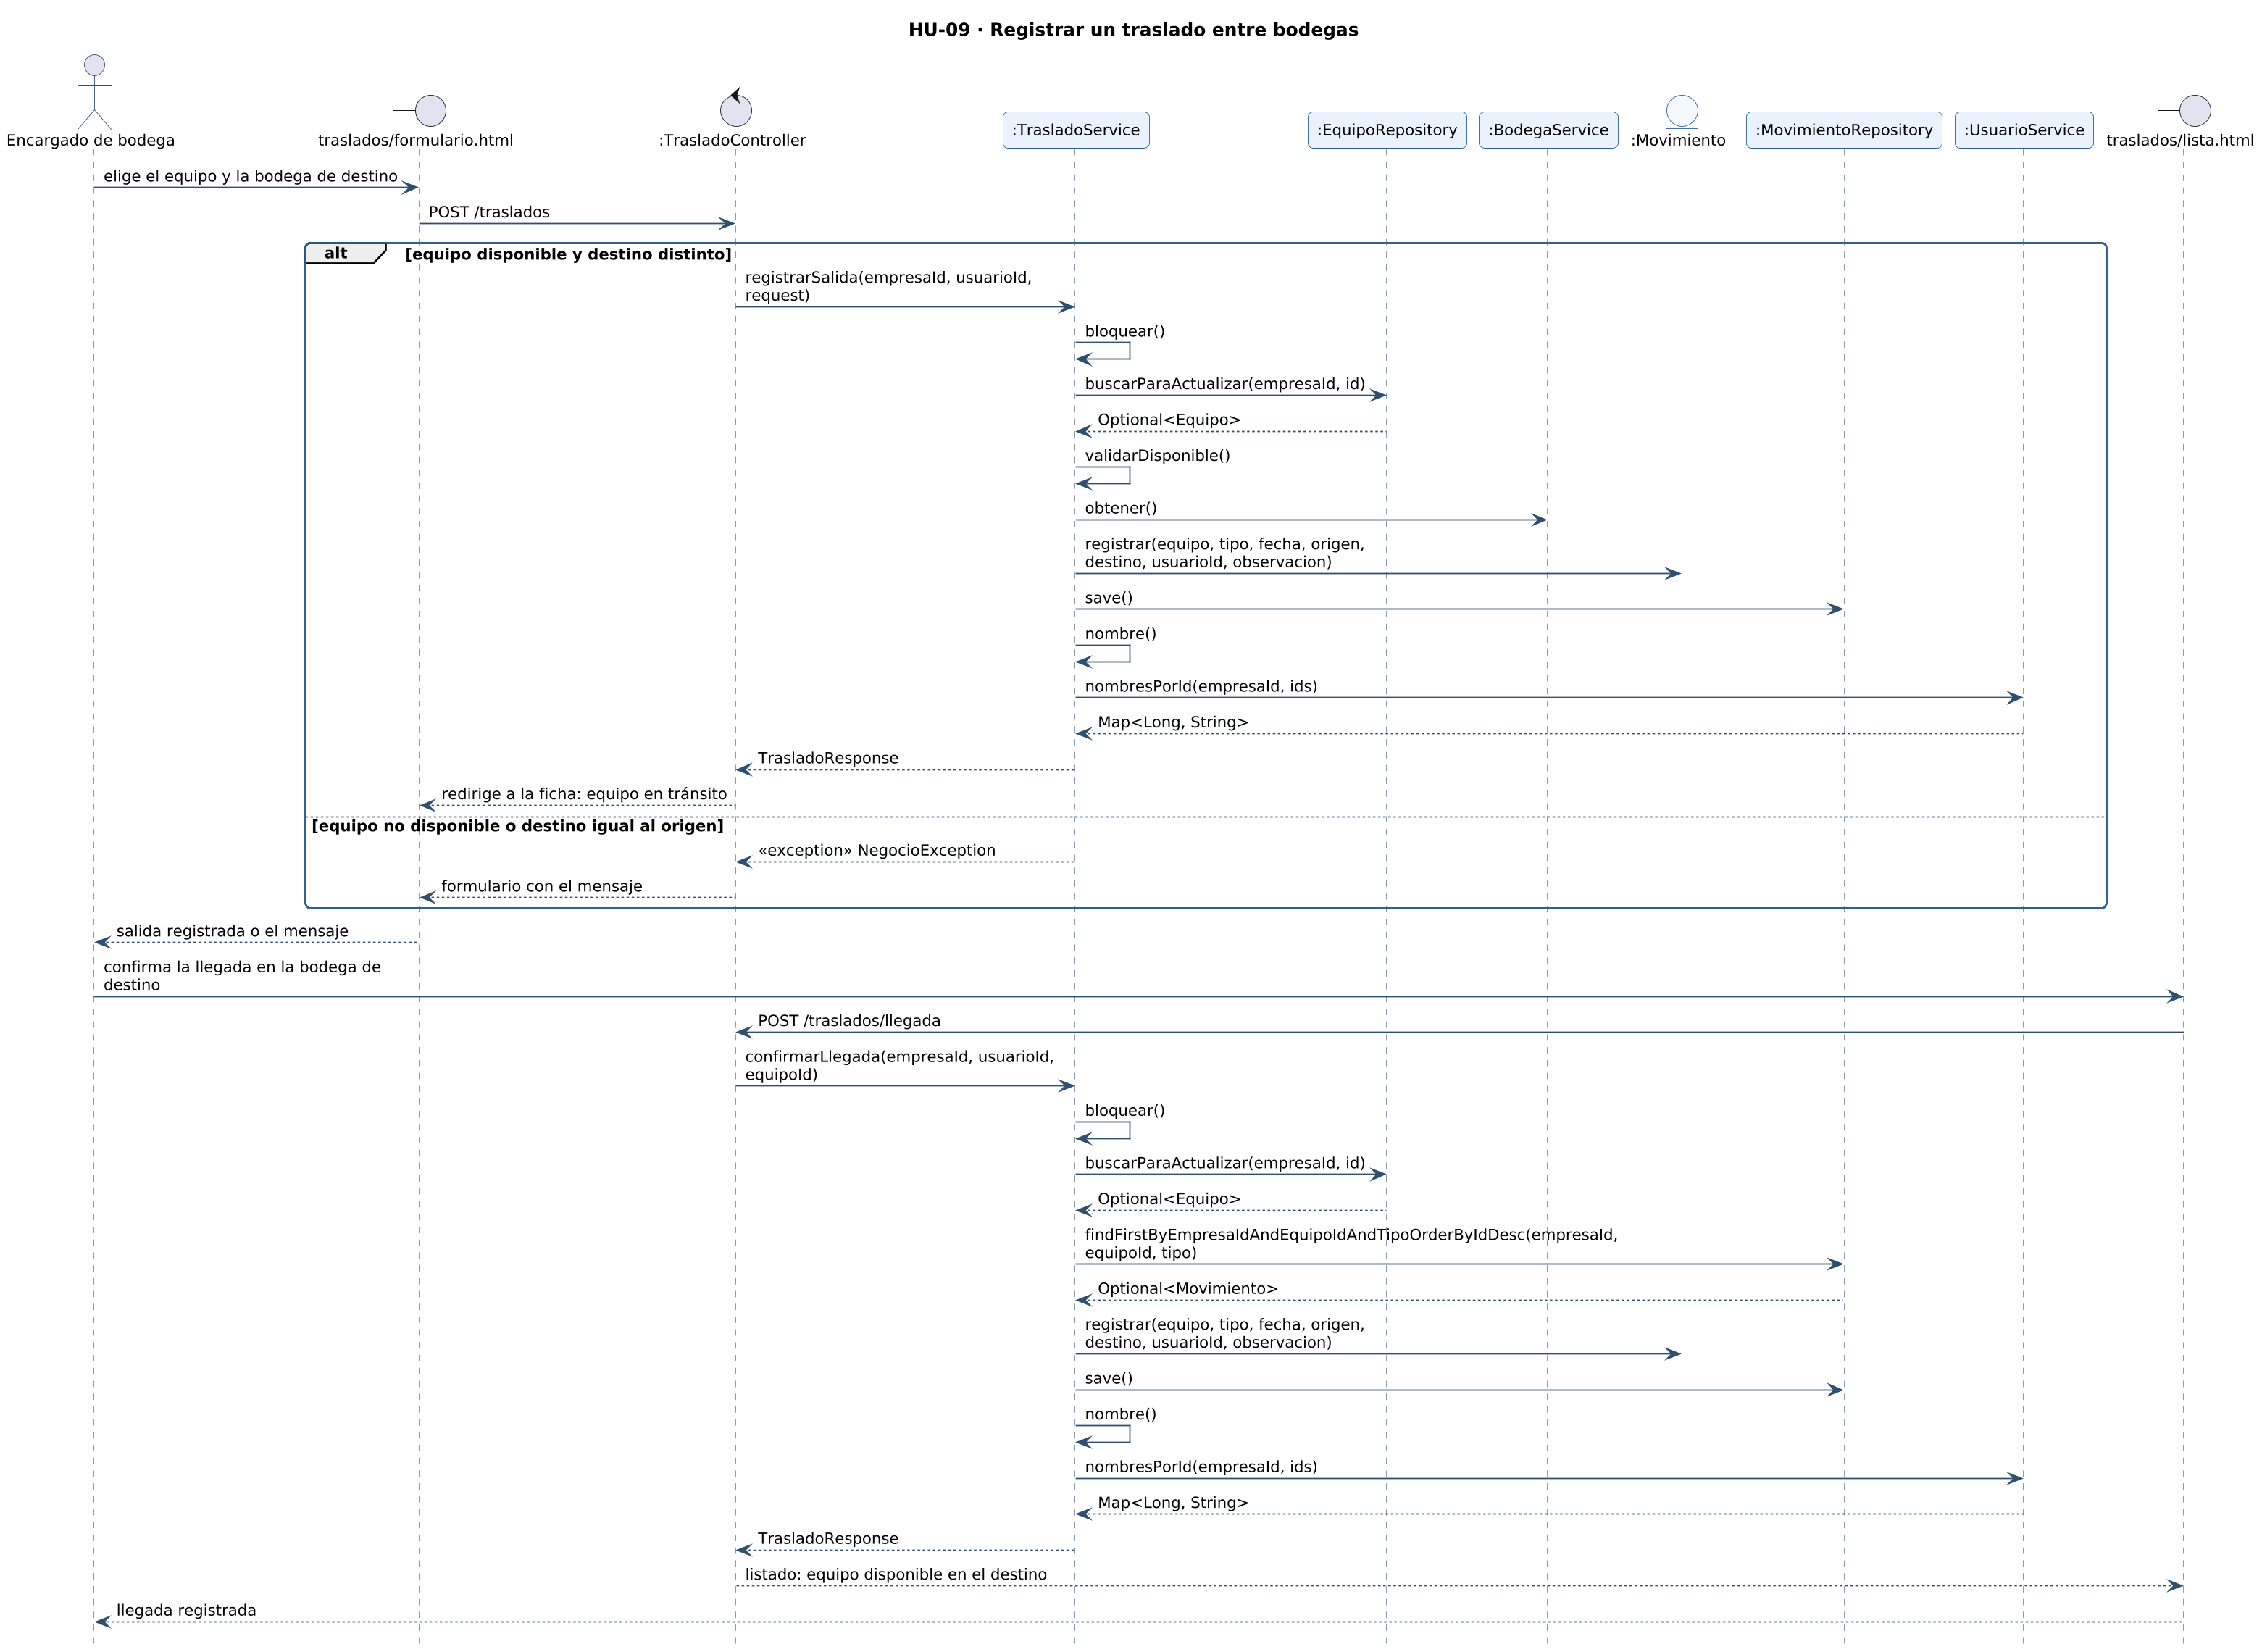 HU-09 · Registrar un traslado entre bodegas
Encargado de bodega
traslados/formulario.html
:TrasladoController
:TrasladoService
:EquipoRepository
:BodegaService
:Movimiento
:MovimientoRepository
:UsuarioService
traslados/lista.html
elige el equipo y la bodega de destino
POST /traslados
alt
[equipo disponible y destino distinto]
registrarSalida(empresaId, usuarioId,
request)
bloquear()
buscarParaActualizar(empresaId, id)
Optional<Equipo>
validarDisponible()
obtener()
registrar(equipo, tipo, fecha, origen,
destino, usuarioId, observacion)
save()
nombre()
nombresPorId(empresaId, ids)
Map<Long, String>
TrasladoResponse
redirige a la ficha: equipo en tránsito
[equipo no disponible o destino igual al origen]
«exception» NegocioException
formulario con el mensaje
salida registrada o el mensaje
confirma la llegada en la bodega de
destino
POST /traslados/llegada
confirmarLlegada(empresaId, usuarioId,
equipoId)
bloquear()
buscarParaActualizar(empresaId, id)
Optional<Equipo>
findFirstByEmpresaIdAndEquipoIdAndTipoOrderByIdDesc(empresaId,
equipoId, tipo)
Optional<Movimiento>
registrar(equipo, tipo, fecha, origen,
destino, usuarioId, observacion)
save()
nombre()
nombresPorId(empresaId, ids)
Map<Long, String>
TrasladoResponse
listado: equipo disponible en el destino
llegada registrada